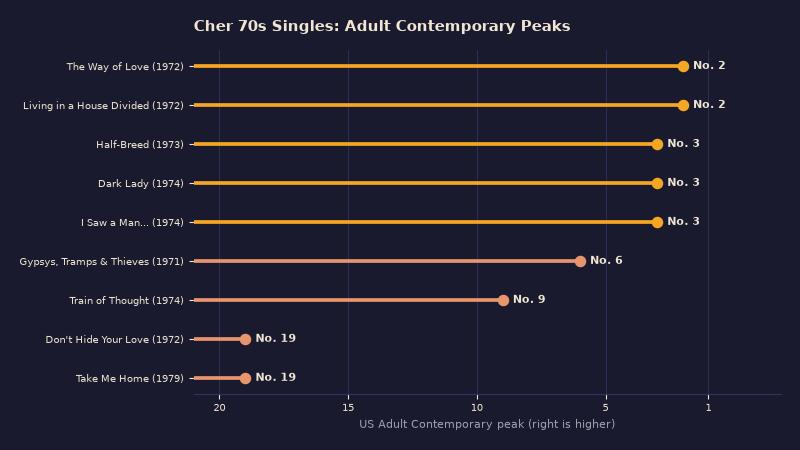 Cher 70s Singles: Adult Contemporary Peaks
The Way of Love (1972) No. 2
Living in a House Divided (1972) No. 2
Half-Breed (1973) No. 3
Dark Lady (1974) No. 3
I Saw a Man... (1974) No. 3
Gypsys, Tramps & Thieves (1971) No. 6
Train of Thought (1974) No. 9
Don't Hide Your Love (1972) No. 19
Take Me Home (1979) No. 19
20 15 10 5 1
US Adult Contemporary peak (right is higher)